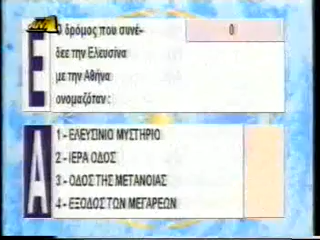 ΑΝΤ1
Ο δρόμος που συνέ-
δεε την Ελευσίνα
με την Αθήνα
ονομαζόταν :
0
Ε
Α
1 - ΕΛΕΥΣΙΝΙΟ ΜΥΣΤΗΡΙΟ
2 - ΙΕΡΑ ΟΔΟΣ
3 - ΟΔΟΣ ΤΗΣ ΜΕΤΑΝΟΙΑΣ
4 - ΕΞΟΔΟΣ ΤΩΝ ΜΕΓΑΡΕΩΝ